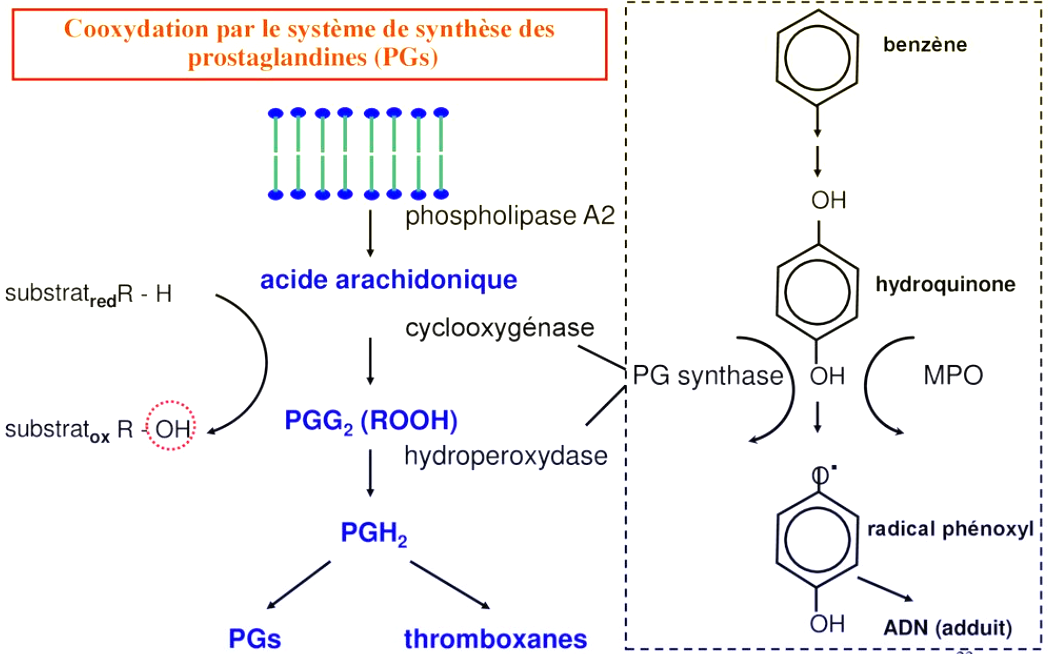 Cooxydation par le système de synthèse des
prostaglandines (PGs)
phospholipase A2
acide arachidonique
substratredR - H
cyclooxygénase
substratox R - OH
PGG2 (ROOH)
hydroperoxydase
PGH2
PGs
thromboxanes
benzène
OH
hydroquinone
PG synthase
OH
MPO
O•
radical phénoxyl
OH
ADN (adduit)